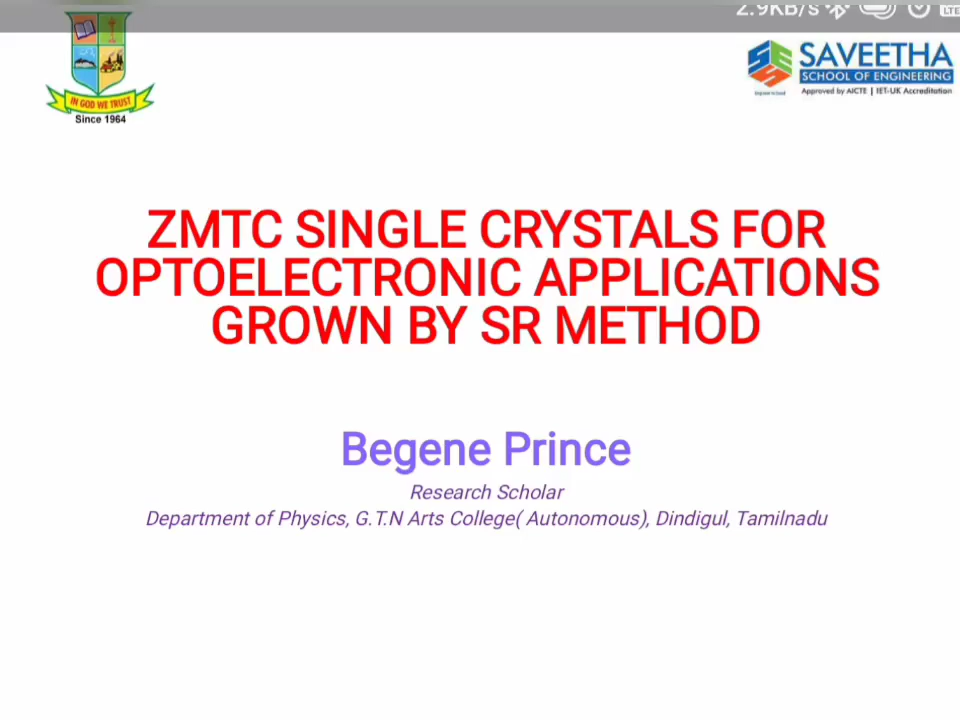 2.9KB/s
LTE
IN GOD WE TRUST
Since 1964
SAVEETHA
SCHOOL OF ENGINEERING
Approved by AICTE | IET-UK Accreditation
ZMTC SINGLE CRYSTALS FOR
OPTOELECTRONIC APPLICATIONS
GROWN BY SR METHOD
Begene Prince
Research Scholar
Department of Physics, G.T.N Arts College( Autonomous), Dindigul, Tamilnadu